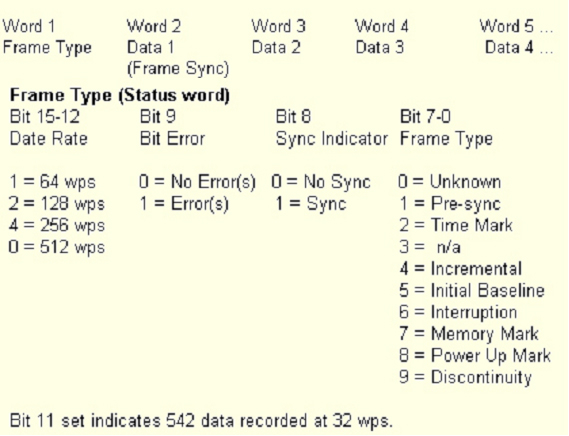 Word 1 Word 2 Word 3 Word 4 Word 5 ...
Frame Type Data 1 Data 2 Data 3 Data 4 ...
(Frame Sync)
Frame Type (Status word)
Bit 15-12 Bit 9 Bit 8 Bit 7-0
Date Rate Bit Error Sync Indicator Frame Type
1 = 64 wps 0 = No Error(s) 0 = No Sync 0 = Unknown
2 = 128 wps 1 = Error(s) 1 = Sync 1 = Pre-sync
4 = 256 wps 2 = Time Mark
0 = 512 wps 3 = n/a
4 = Incremental
5 = Initial Baseline
6 = Interruption
7 = Memory Mark
8 = Power Up Mark
9 = Discontinuity
Bit 11 set indicates 542 data recorded at 32 wps.